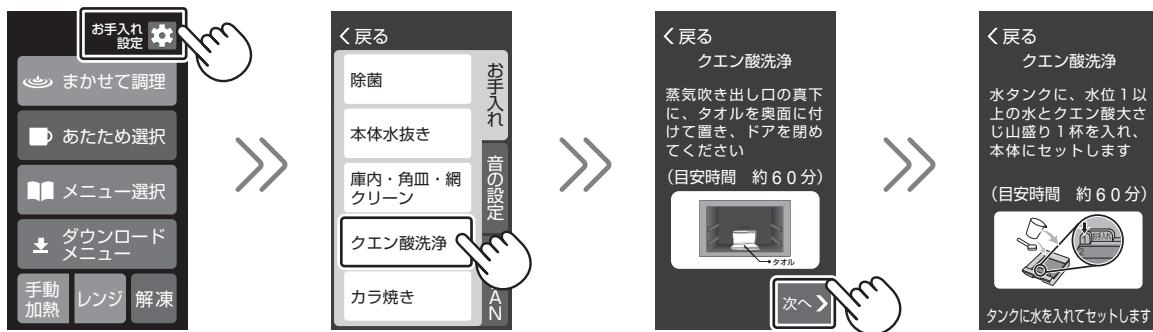 お手入れ
設定
まかせて調理
あたため選択
メニュー選択
ダウンロード
メニュー
手動
加熱
レンジ
解凍
戻る
除菌
本体水抜き
庫内・角皿・網
クリーン
クエン酸洗浄
カラ焼き
お手入れ
音の設定
AN
戻る
クエン酸洗浄
蒸気吹き出し口の真下
に、タオルを奥面に付
けて置き、ドアを閉め
てください
(目安時間 約60分)
タオル
次へ
戻る
クエン酸洗浄
水タンクに、水位1以
上の水とクエン酸大さ
じ山盛り1杯を入れ、
本体にセットします
(目安時間 約60分)
1
お手入れ
2
タンクに水を入れてセットします